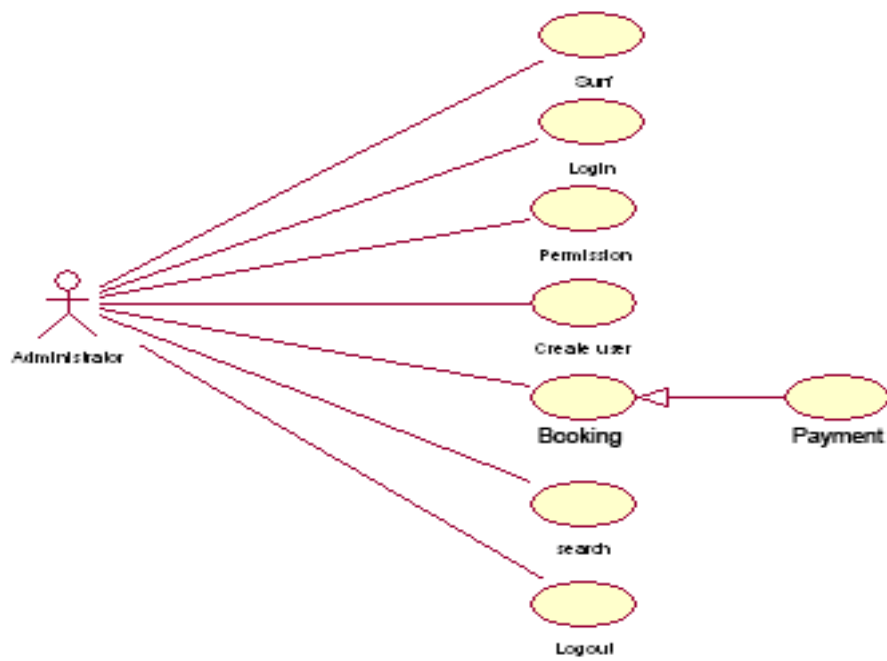 Surf
Login
Permission
Create user
Administrator
Booking
Payment
search
Logout